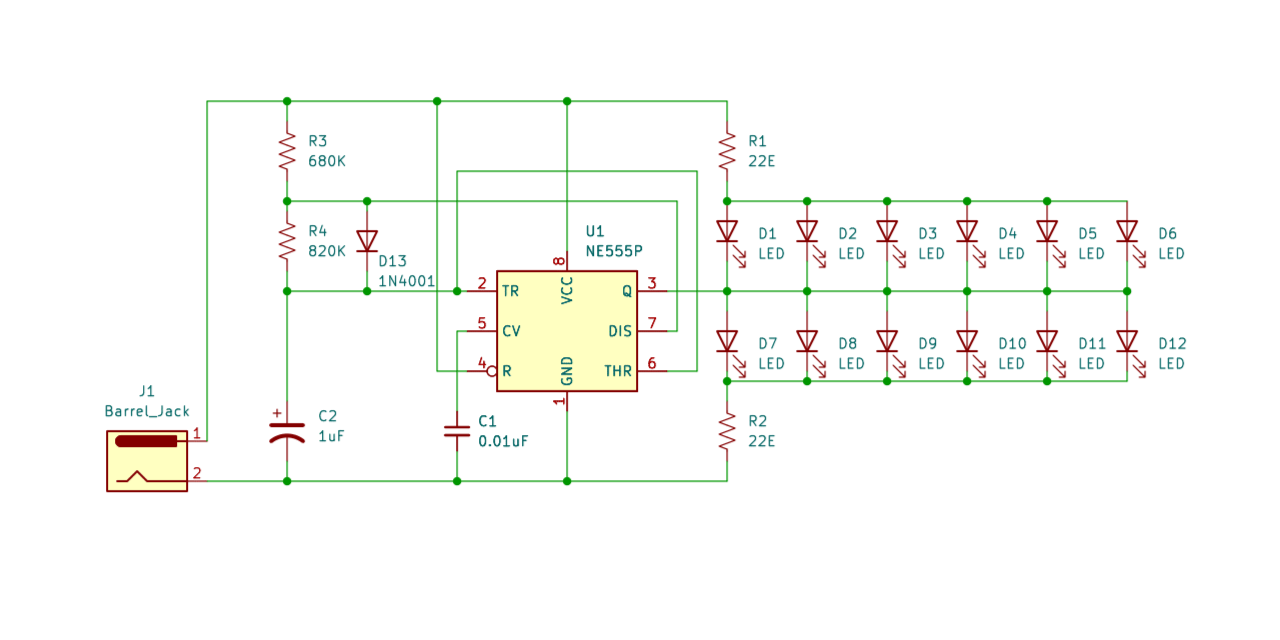 R3
680K
R1
22E
R4
820K
D13
1N4001
U1
NE555P
8
VCC
2
TR
Q
3
5
CV
DIS
7
4
R
GND
THR
6
1
D1
LED
D2
LED
D3
LED
D4
LED
D5
LED
D6
LED
D7
LED
D8
LED
D9
LED
D10
LED
D11
LED
D12
LED
J1
Barrel_Jack
1
2
+
C2
1uF
C1
0.01uF
R2
22E